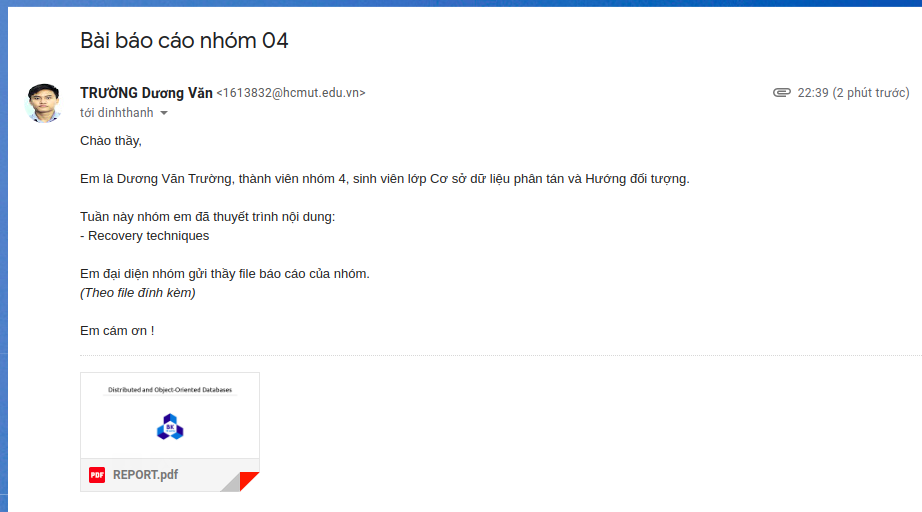 Bài báo cáo nhóm 04
TRƯỜNG Dương Văn <1613832@hcmut.edu.vn>
22:39 (2 phút trước)
tới dinhthanh
Chào thầy,
Em là Dương Văn Trường, thành viên nhóm 4, sinh viên lớp Cơ sở dữ liệu phân tán và Hướng đối tượng.
Tuần này nhóm em đã thuyết trình nội dung:
- Recovery techniques
Em đại diện nhóm gửi thầy file báo cáo của nhóm.
(Theo file đính kèm)
Em cám ơn !
Distributed and Object-Oriented Databases
BK
PDF REPORT.pdf